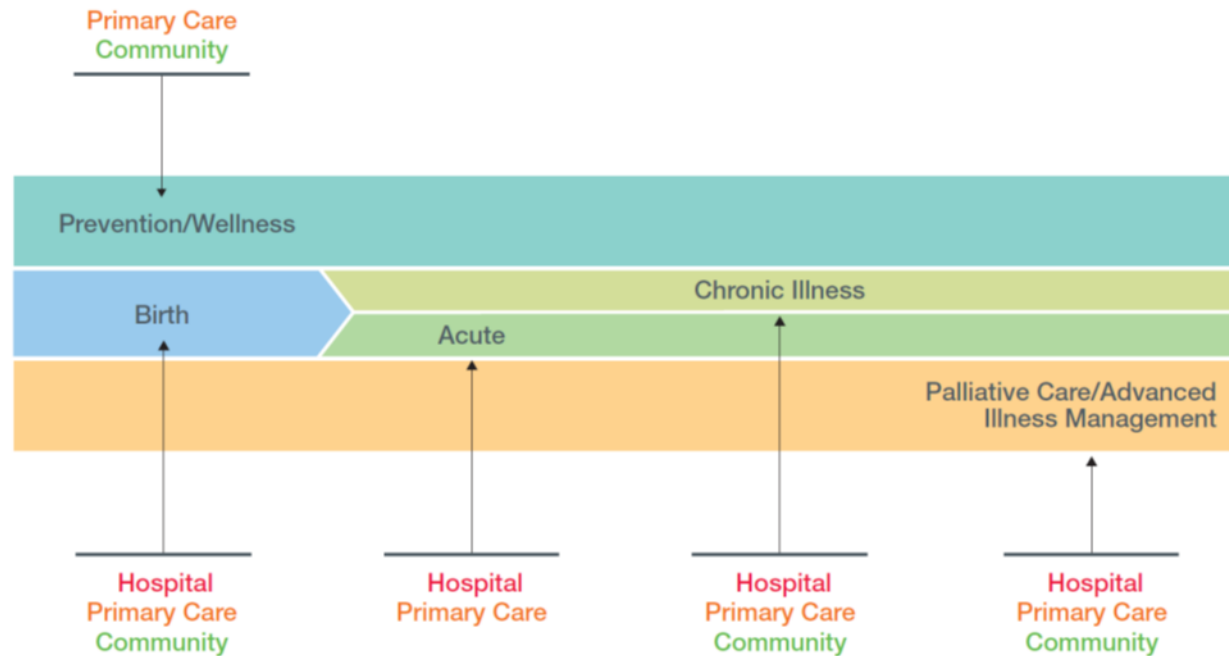 Primary Care
Community
Prevention/Wellness
Birth
Chronic Illness
Acute
Palliative Care/Advanced
Illness Management
Hospital
Primary Care
Community
Hospital
Primary Care
Hospital
Primary Care
Community
Hospital
Primary Care
Community